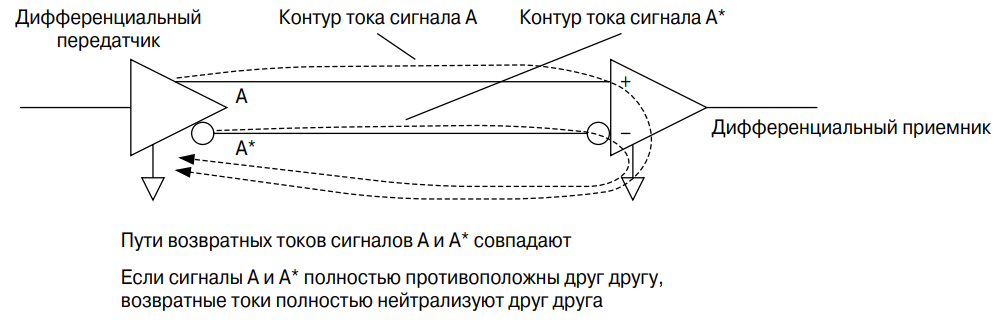 Дифференциальный
передатчик
Контур тока сигнала А
Контур тока сигнала А*
А
+
А*
−
Дифференциальный приемник
Пути возвратных токов сигналов А и А* совпадают
Если сигналы А и А* полностью противоположны друг другу,
возвратные токи полностью нейтрализуют друг друга